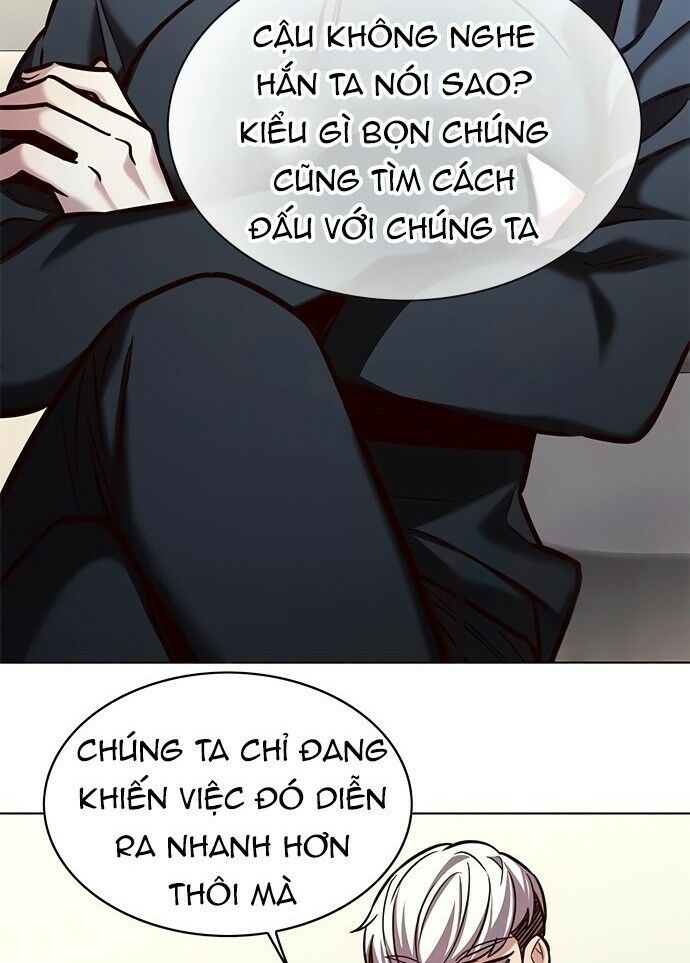 CẬU KHÔNG NGHE
HẮN TA NÓI SAO?
KIỂU GÌ BỌN CHÚNG
CŨNG TÌM CÁCH
ĐẤU VỚI CHÚNG TA
CHÚNG TA CHỈ ĐANG
KHIẾN VIỆC ĐÓ DIỄN
RA NHANH HƠN
THÔI MÀ